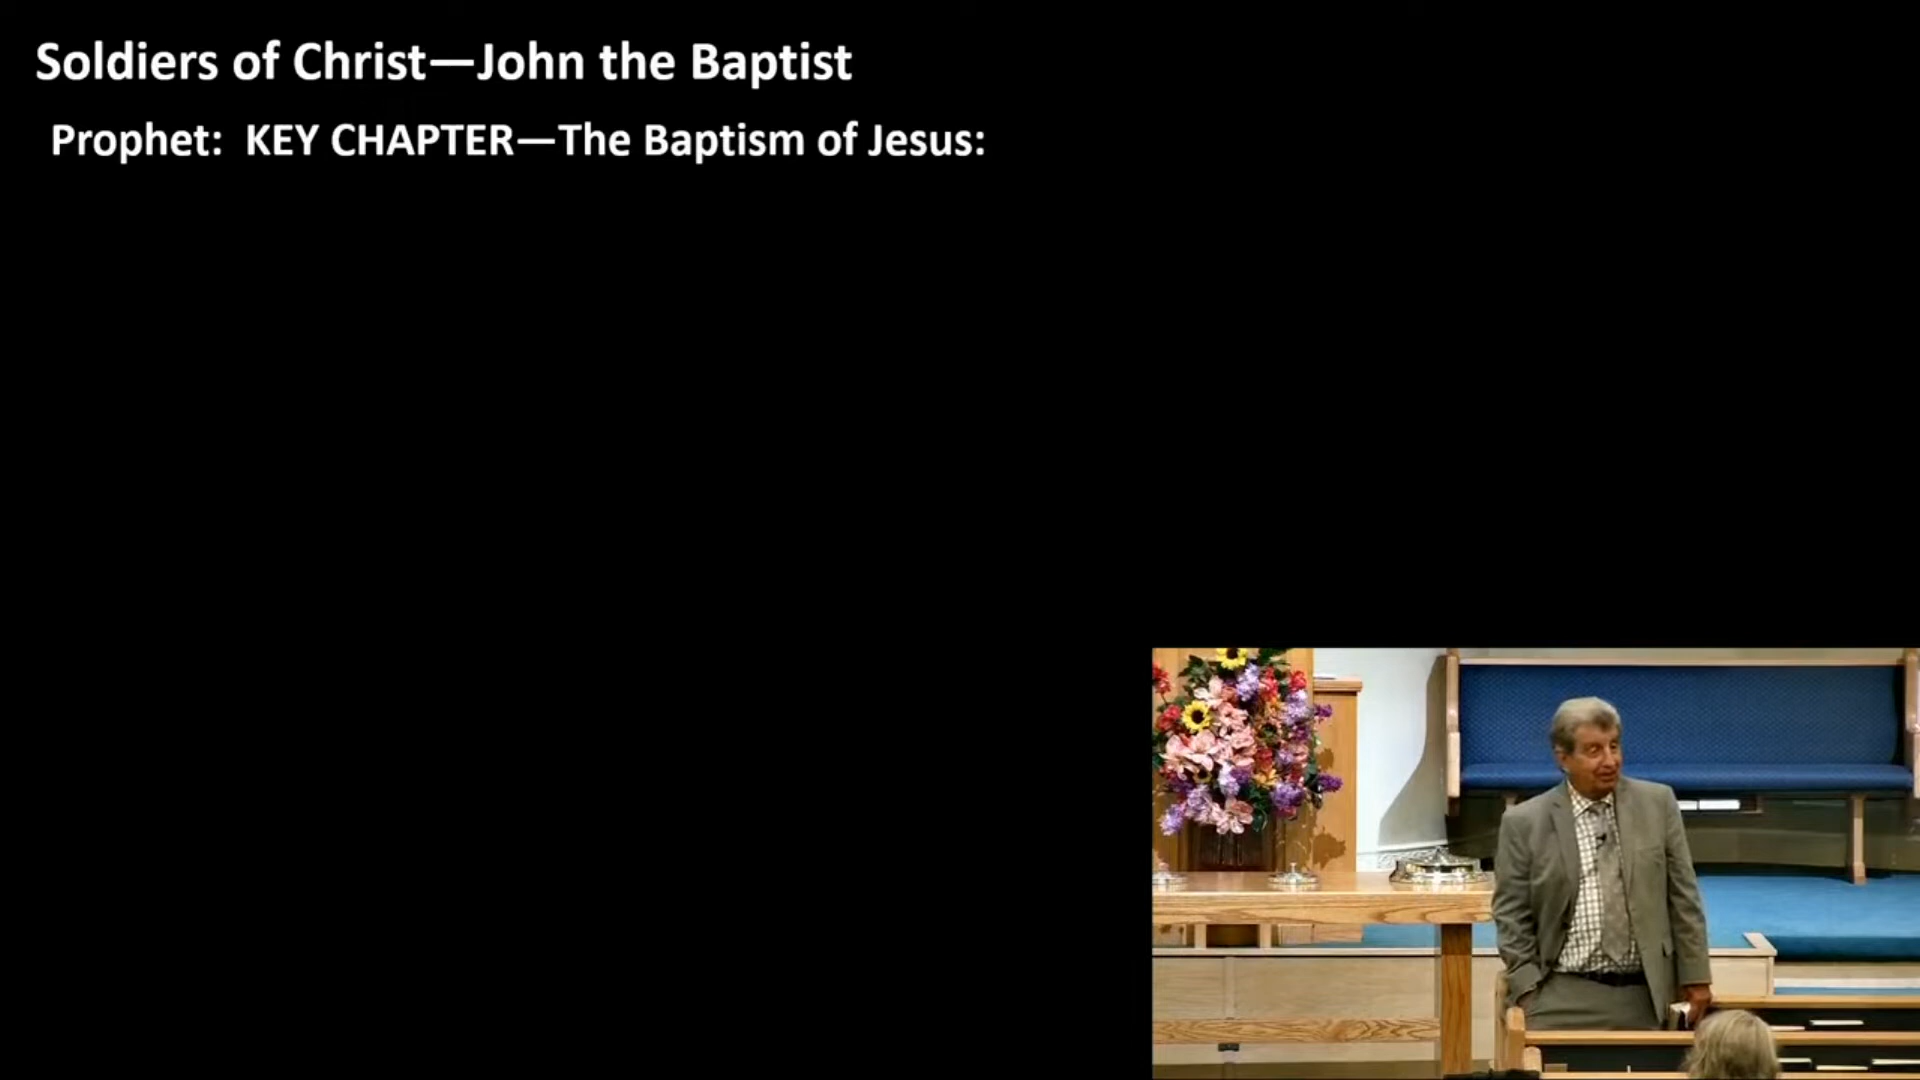 Soldiers of Christ—John the Baptist
Prophet:  KEY CHAPTER—The Baptism of Jesus: